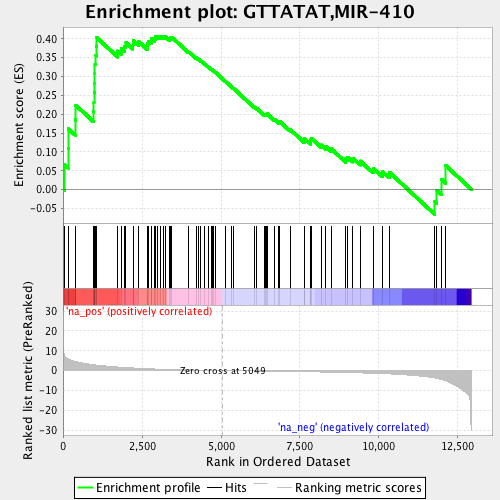 Enrichment plot: GTTATAT,MIR-410
Enrichment score (ES)
0.40
0.35
0.30
0.25
0.20
0.15
0.10
0.05
0.00
-0.05
'na_pos' (positively correlated)
Ranked list metric (PreRanked)
30
20
10
0
-10
-20
-30
Zero cross at 5049
'na_neg' (negatively correlated)
0
2,500
5,000
7,500
10,000
12,500
Rank in Ordered Dataset
Enrichment profile
Hits
Ranking metric scores